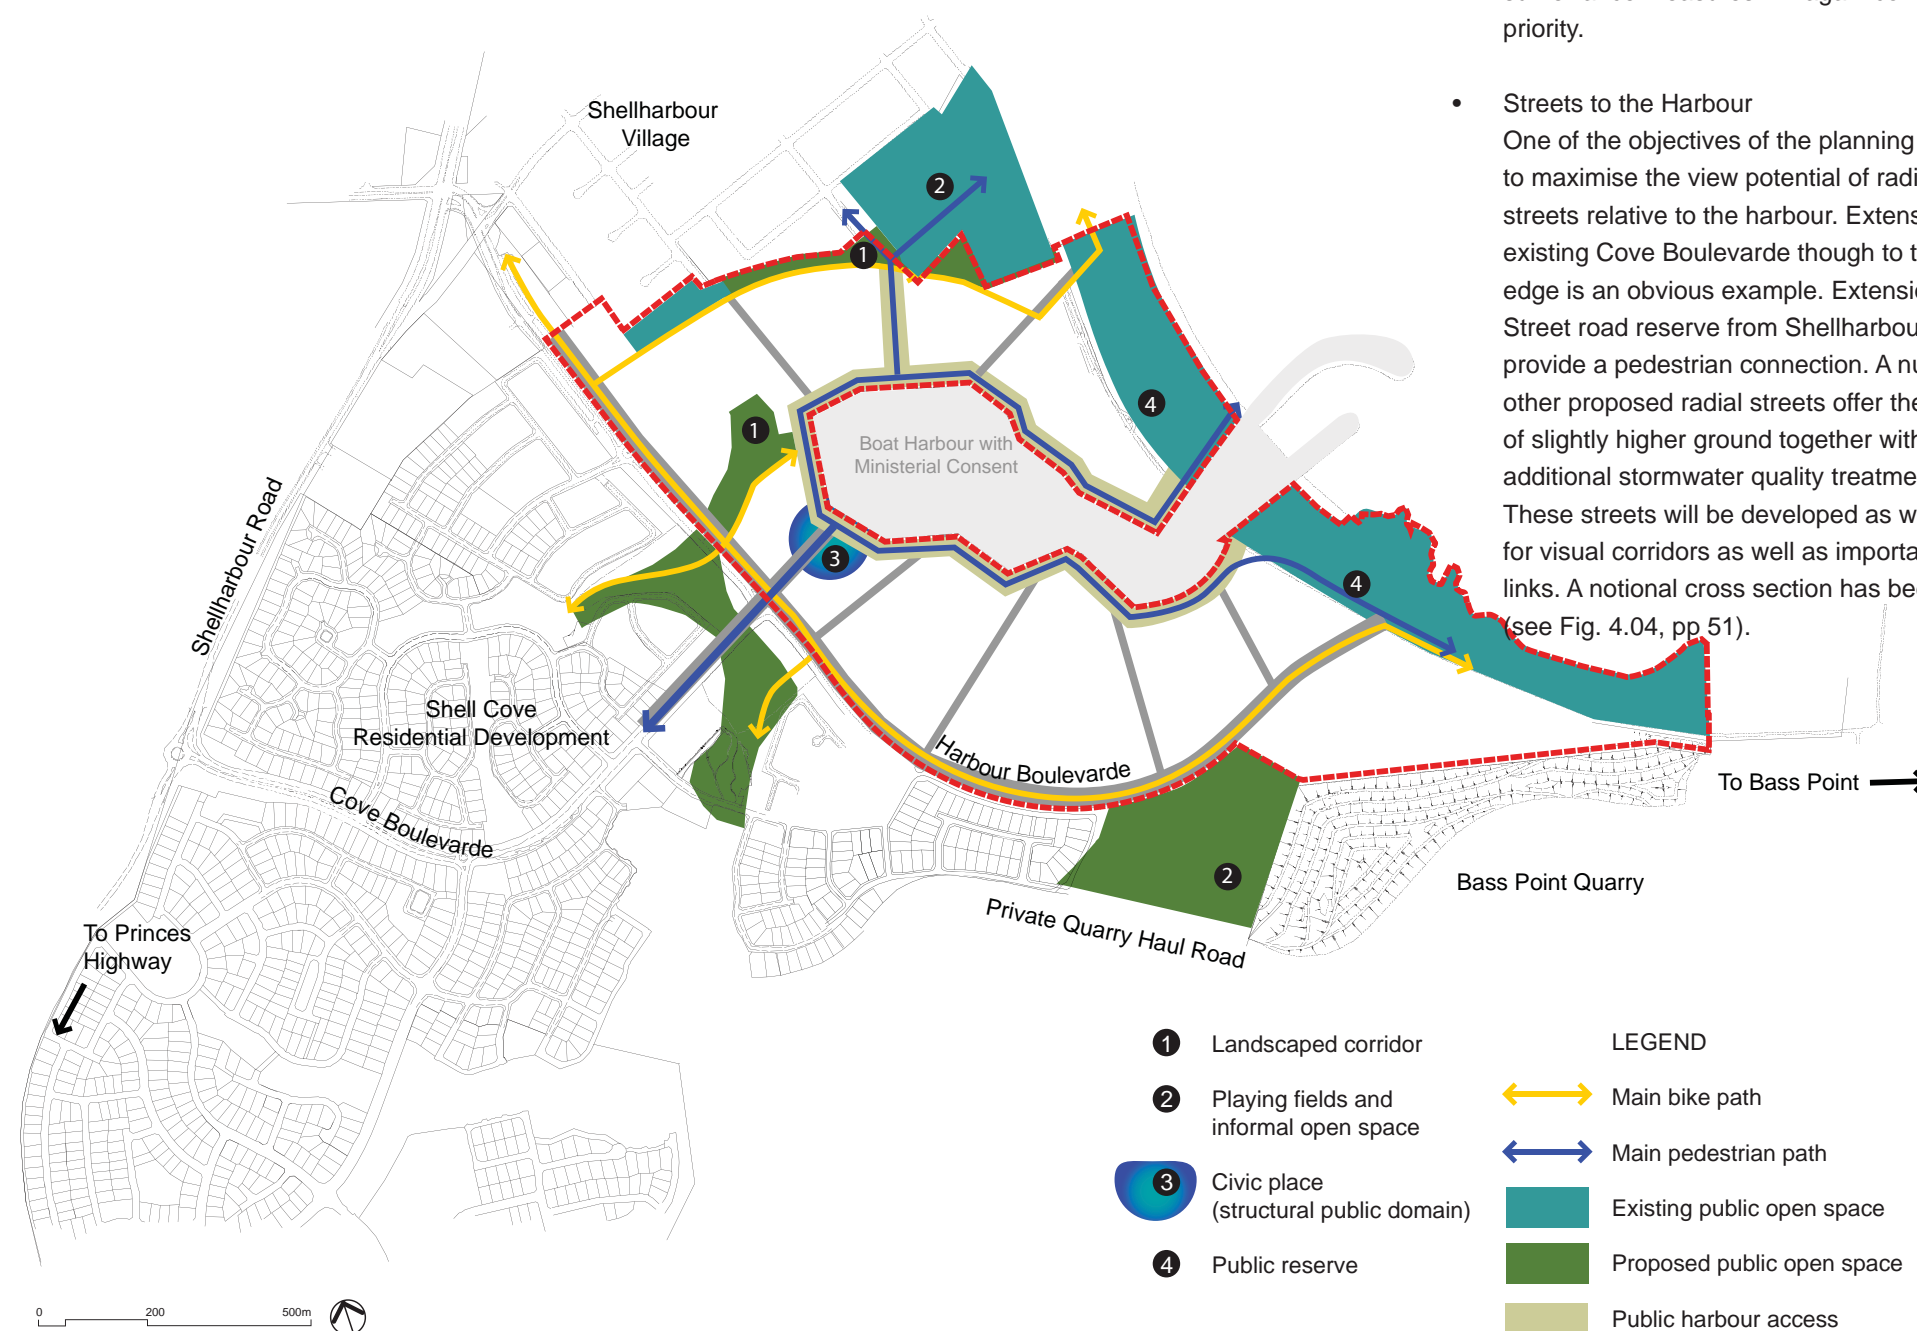 priority.
• Streets to the Harbour
One of the objectives of the planning
to maximise the view potential of radi
streets relative to the harbour. Extens
existing Cove Boulevarde though to t
edge is an obvious example. Extensi
Street road reserve from Shellharbou
provide a pedestrian connection. A nu
other proposed radial streets offer the
of slightly higher ground together with
additional stormwater quality treatme
These streets will be developed as w
for visual corridors as well as importa
links. A notional cross section has be
(see Fig. 4.04, pp 51).
Shellharbour
Village
2
1
4
1
Boat Harbour with
Ministerial Consent
3
4
Shellharbour Road
Shell Cove
Residential Development
Harbour Boulevarde
Cove Boulevarde
To Bass Point
2
Bass Point Quarry
Private Quarry Haul Road
To Princes
Highway
1 Landscaped corridor
2 Playing fields and
informal open space
3 Civic place
(structural public domain)
4 Public reserve
LEGEND
Main bike path
Main pedestrian path
Existing public open space
Proposed public open space
Public harbour access
0 200 500m